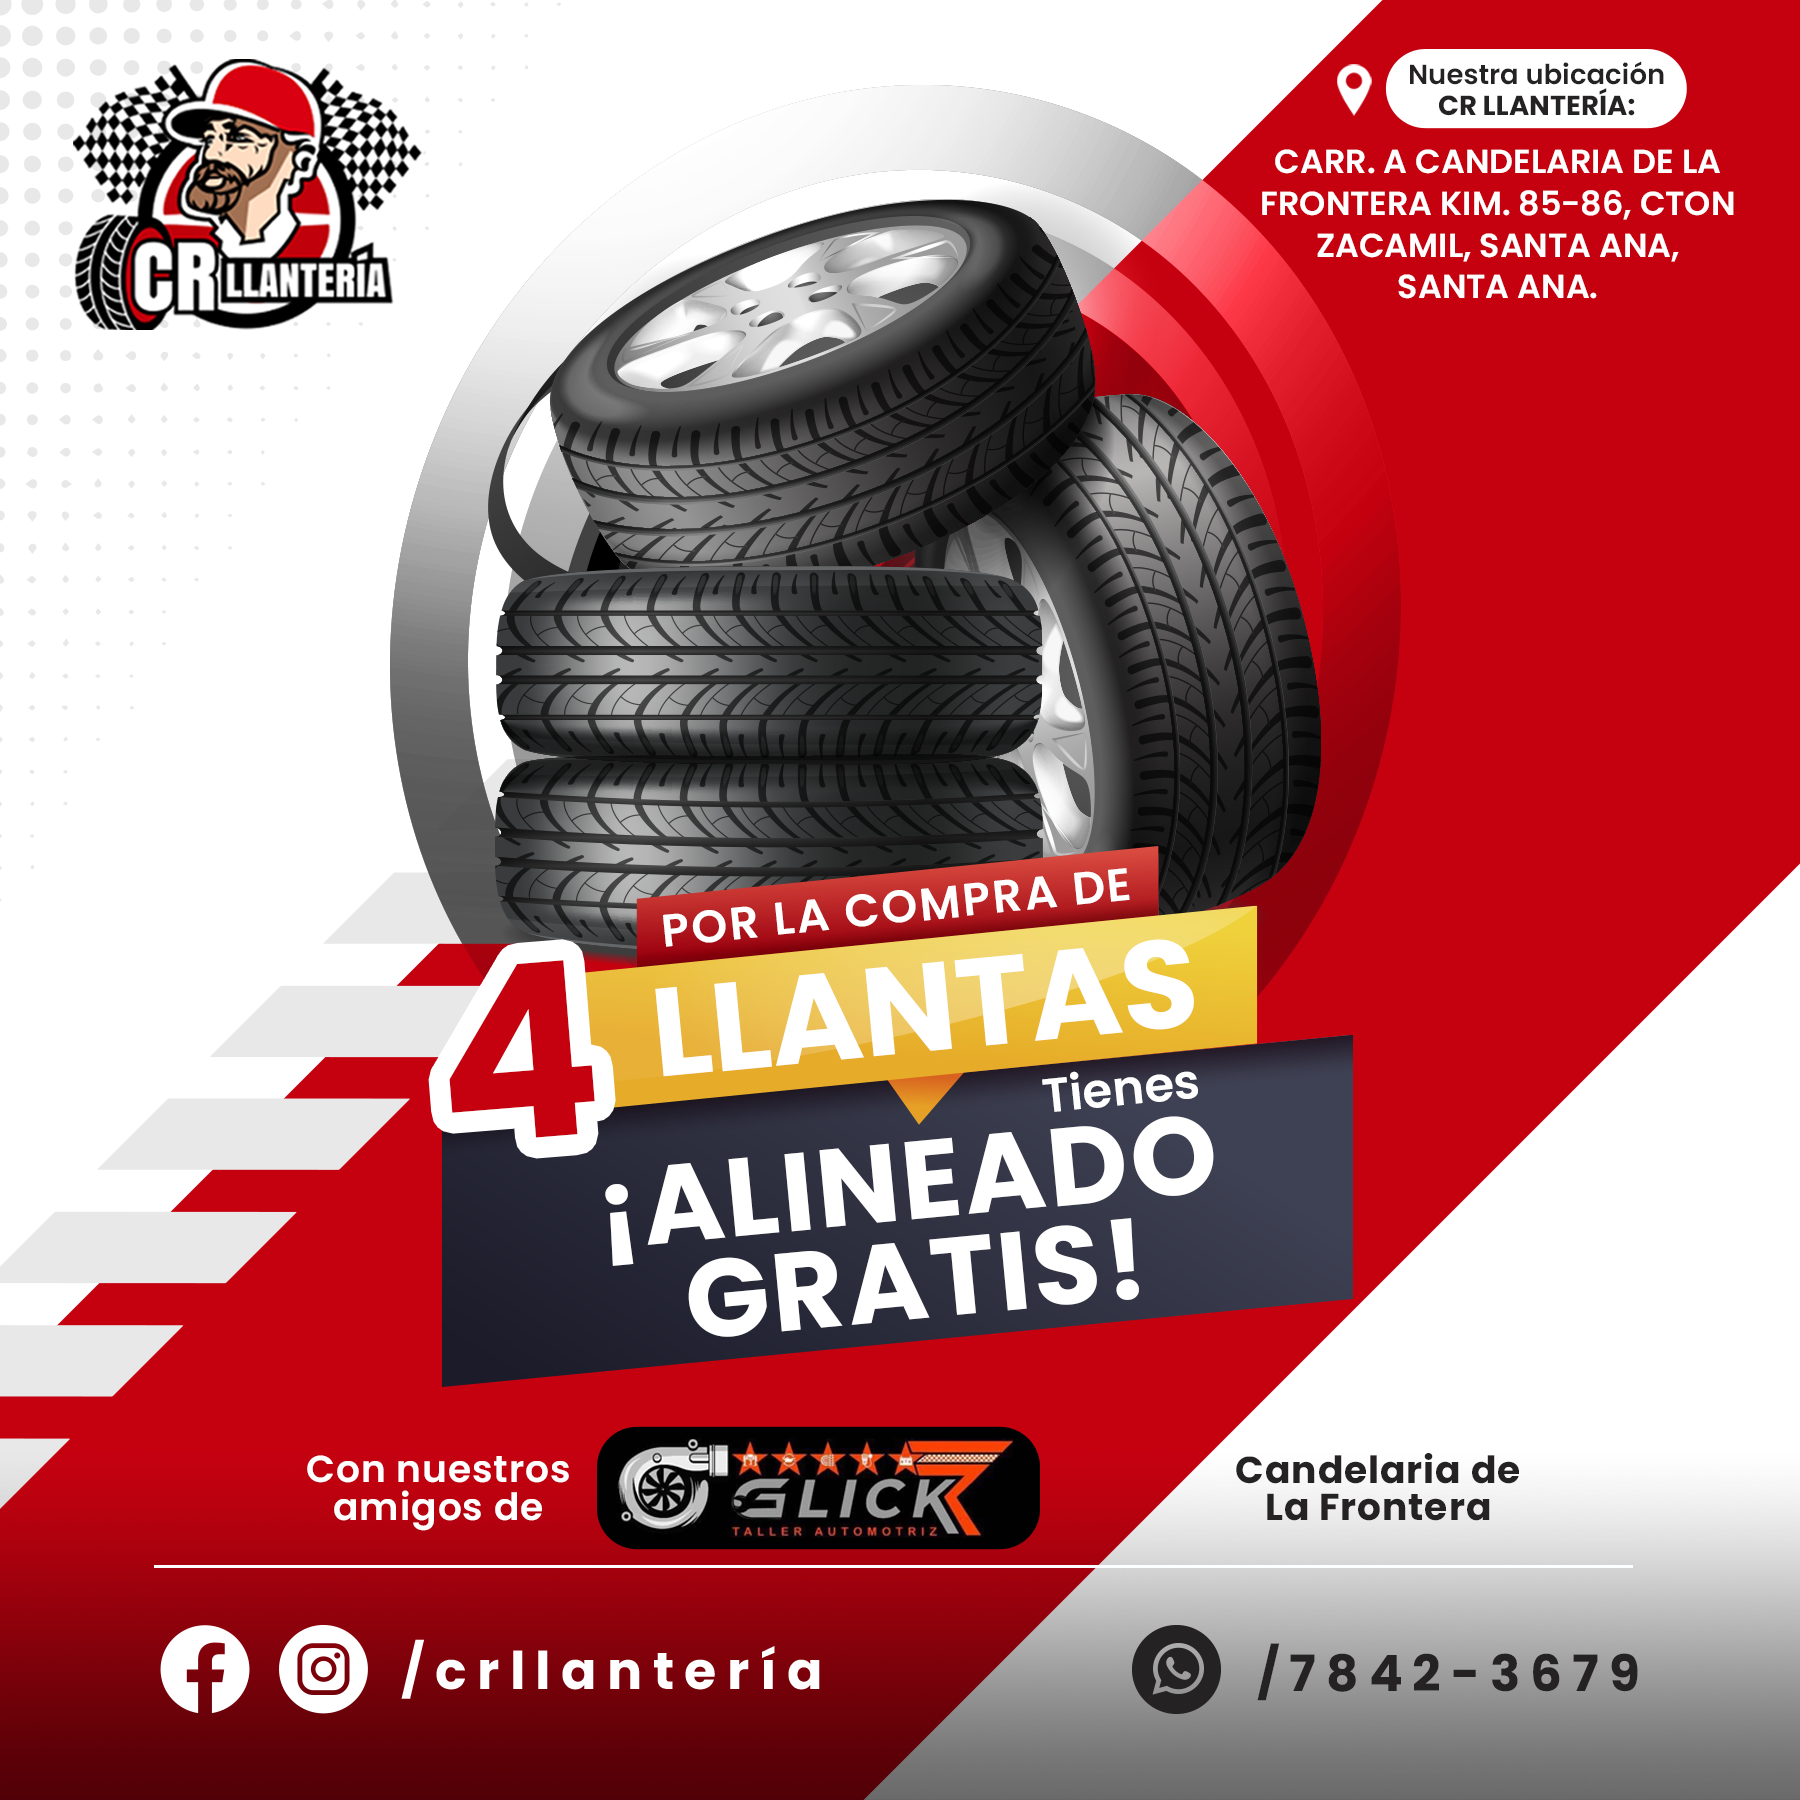 CR LLANTERÍA
Nuestra ubicación
CR LLANTERÍA:
CARR. A CANDELARIA DE LA
FRONTERA KIM. 85-86, CTON
ZACAMIL, SANTA ANA,
SANTA ANA.
POR LA COMPRA DE
4 LLANTAS
Tienes
¡ALINEADO
GRATIS!
Con nuestros
amigos de
GLICK
TALLER AUTOMOTRIZ
Candelaria de
La Frontera
/crllantería
/7842-3679